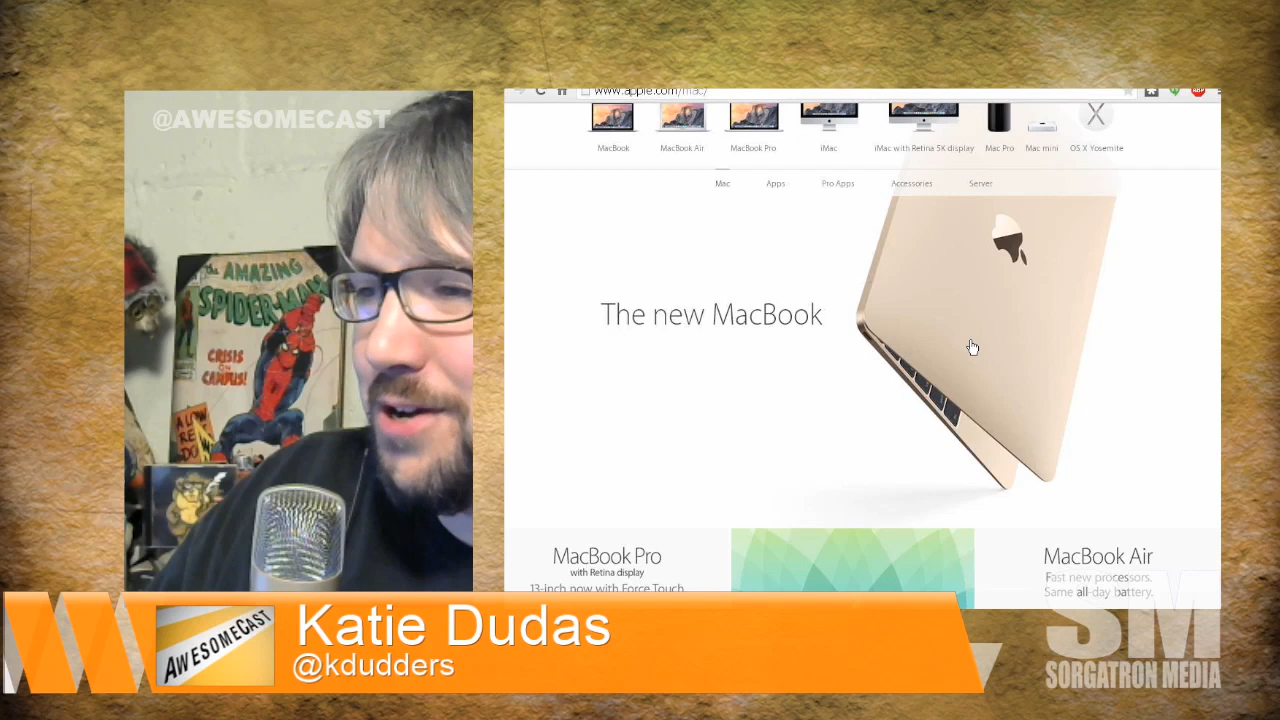 @AWESOMECAST
www.apple.com/mac/
MacBook
MacBook Air
MacBook Pro
iMac
iMac with Retina 5K display
Mac Pro
Mac mini
OS X Yosemite
Mac
Apps
Pro Apps
Accessories
Server
the AMAZING
SPIDER-MAN
CRISIS
ON
CAMPUS!
The new MacBook
MacBook Pro
with Retina display
13-inch now with Force Touch
MacBook Air
Fast new processors.
Same all-day battery.
AWESOMECAST
Katie Dudas
@kdudders
SM
SORGATRON MEDIA